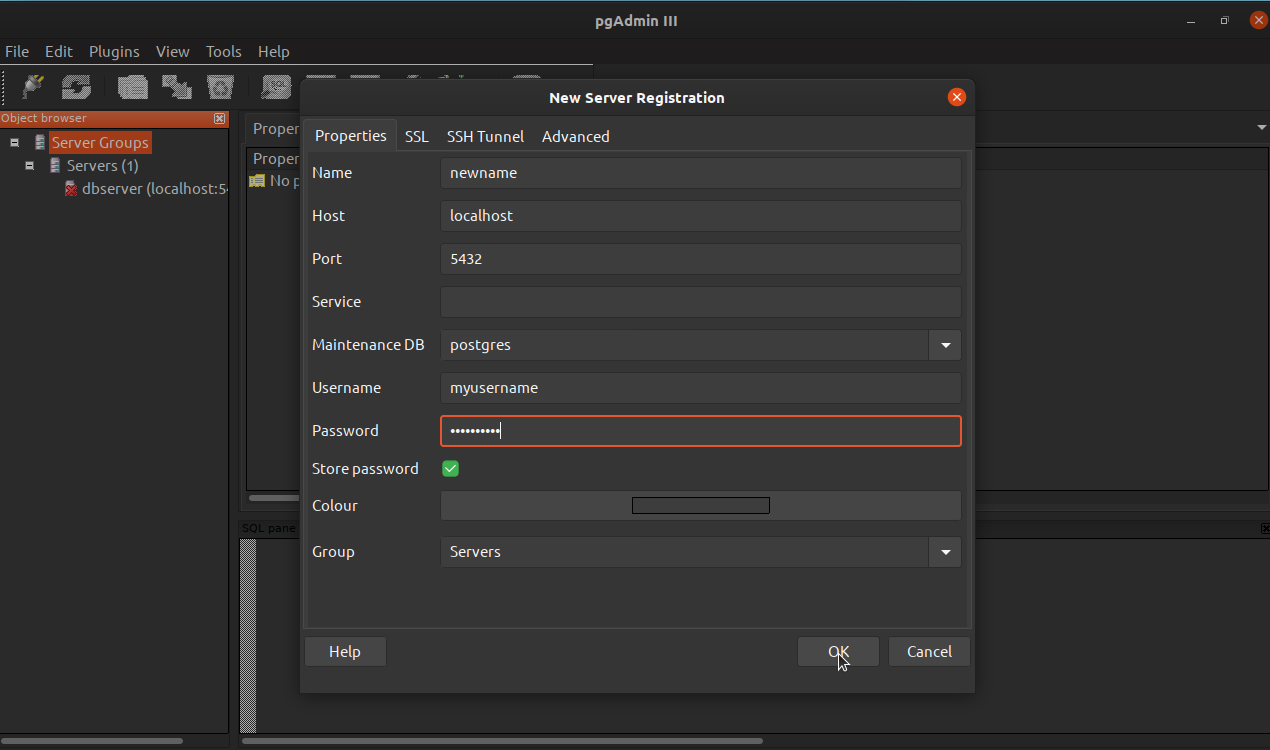 pgAdmin III
File Edit Plugins View Tools Help
Object browser
Server Groups
Servers (1)
dbserver (localhost:5
New Server Registration
Properties SSL SSH Tunnel Advanced
Name newname
Host localhost
Port 5432
Service
Maintenance DB postgres
Username myusername
Password ••••••••••
Store password
Colour
Group Servers
Help OK Cancel
Proper
Proper
No p
SQL pane